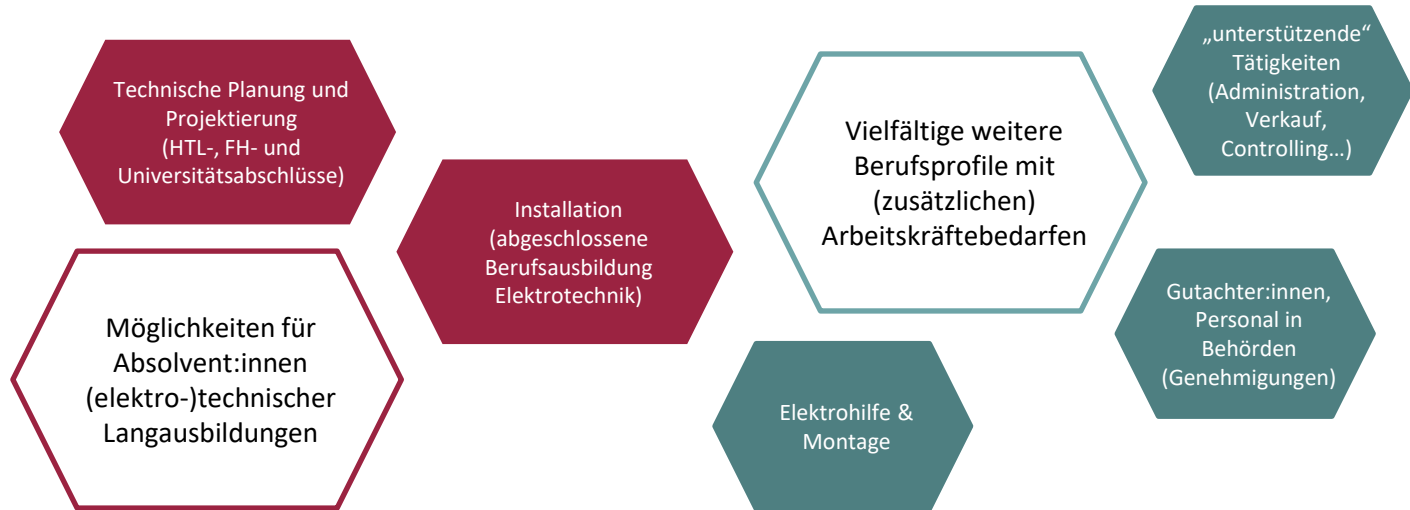 Technische Planung und
Projektierung
(HTL-, FH- und
Universitätsabschlüsse)
Möglichkeiten für
Absolvent:innen
(elektro-)technischer
Langausbildungen
Installation
(abgeschlossene
Berufsausbildung
Elektrotechnik)
Vielfältige weitere
Berufsprofile mit
(zusätzlichen)
Arbeitskräftebedarfen
„unterstützende“
Tätigkeiten
(Administration,
Verkauf,
Controlling…)
Gutachter:innen,
Personal in
Behörden
(Genehmigungen)
Elektrohilfe &
Montage